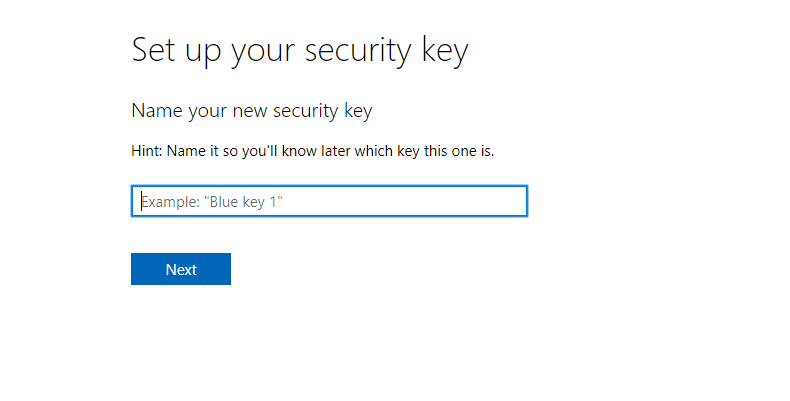 Set up your security key
Name your new security key
Hint: Name it so you'll know later which key this one is.
Example: "Blue key 1"
Next